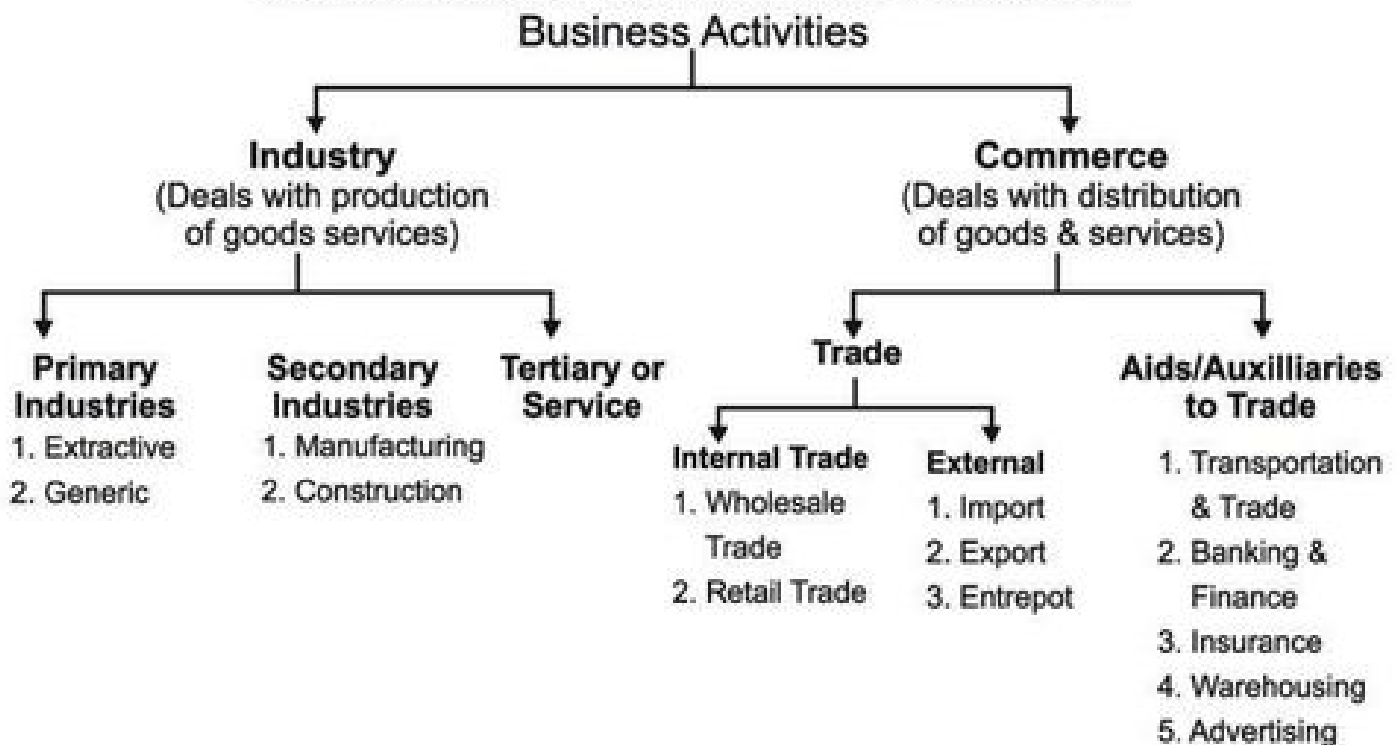 Business Activities
Industry
(Deals with production
of goods services)
Commerce
(Deals with distribution
of goods & services)
Primary
Industries
1. Extractive
2. Generic
Secondary
Industries
1. Manufacturing
2. Construction
Tertiary or
Service
Trade
Internal Trade
1. Wholesale
Trade
2. Retail Trade
External
1. Import
2. Export
3. Entrepot
Aids/Auxilliaries
to Trade
1. Transportation
& Trade
2. Banking &
Finance
3. Insurance
4. Warehousing
5. Advertising